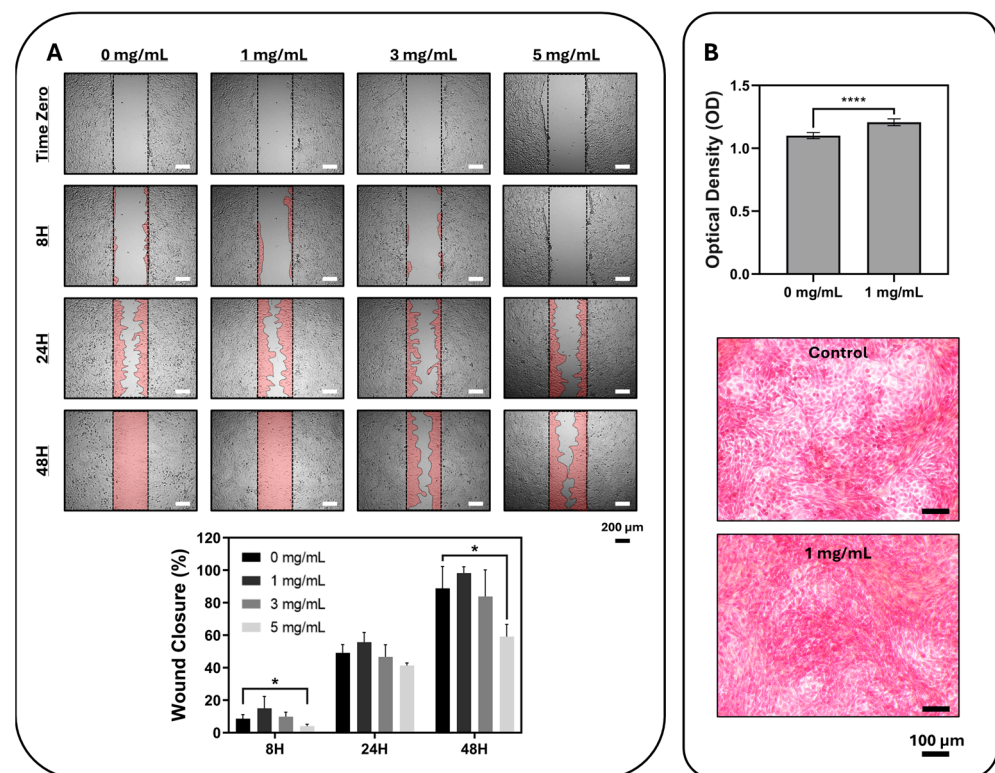 A
0 mg/mL 1 mg/mL 3 mg/mL 5 mg/mL
Time Zero
8H
24H
48H
200 µm
Wound Closure (%)
120
100
80
60
40
20
0
0 mg/mL
1 mg/mL
3 mg/mL
5 mg/mL
*
*
8H 24H 48H
B
Optical Density (OD)
1.5
1.0
0.5
0.0
****
0 mg/mL 1 mg/mL
Control
1 mg/mL
100 µm